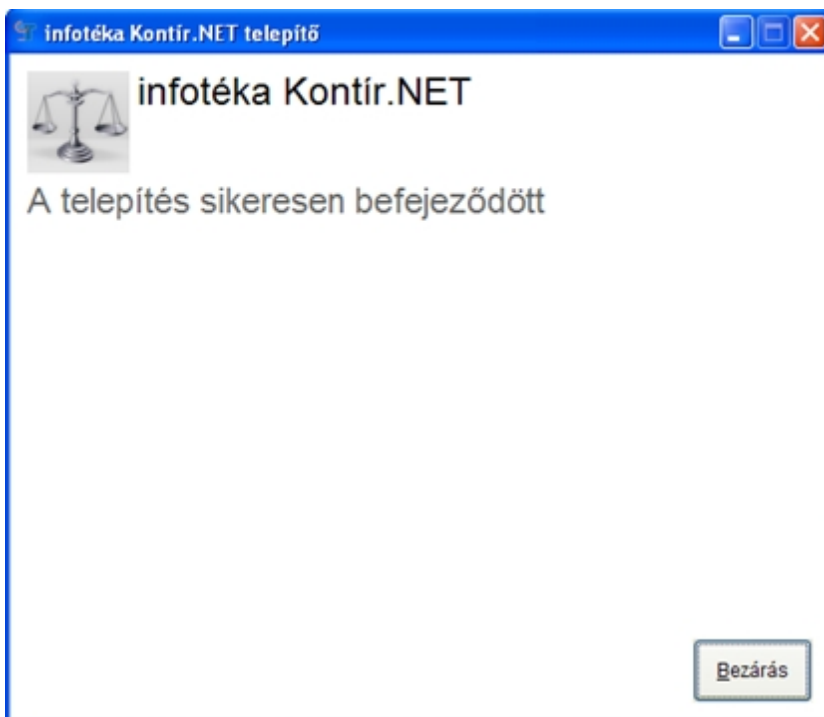 infotéka Kontír.NET telepítő
infotéka Kontír.NET
A telepítés sikeresen befejeződött
Bezárás